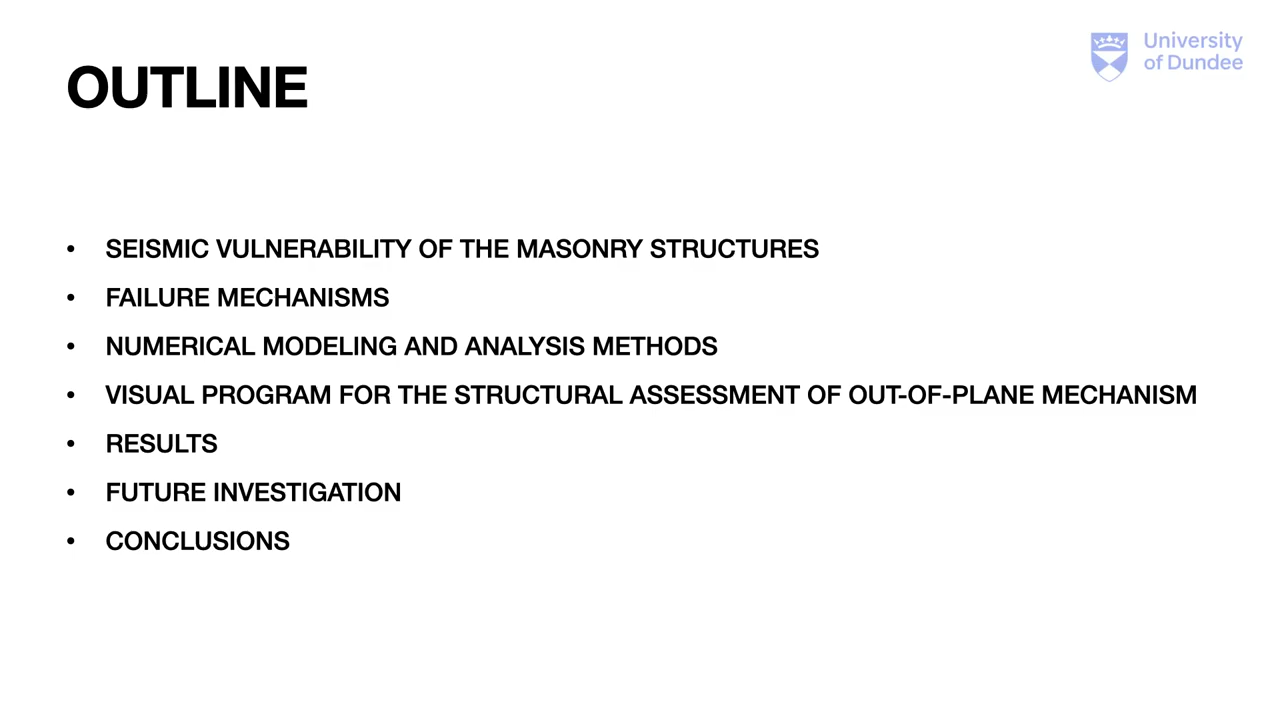 University
of Dundee
OUTLINE
• SEISMIC VULNERABILITY OF THE MASONRY STRUCTURES
• FAILURE MECHANISMS
• NUMERICAL MODELING AND ANALYSIS METHODS
• VISUAL PROGRAM FOR THE STRUCTURAL ASSESSMENT OF OUT-OF-PLANE MECHANISM
• RESULTS
• FUTURE INVESTIGATION
• CONCLUSIONS